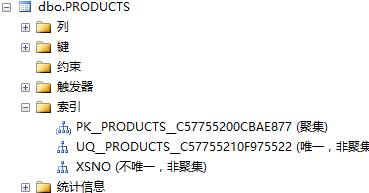 dbo.PRODUCTS
列
键
约束
触发器
索引
PK__PRODUCTS__C57755200CBAE877 (聚集)
UQ__PRODUCTS__C57755210F975522 (唯一，非聚集
XSNO (不唯一，非聚集)
统计信息